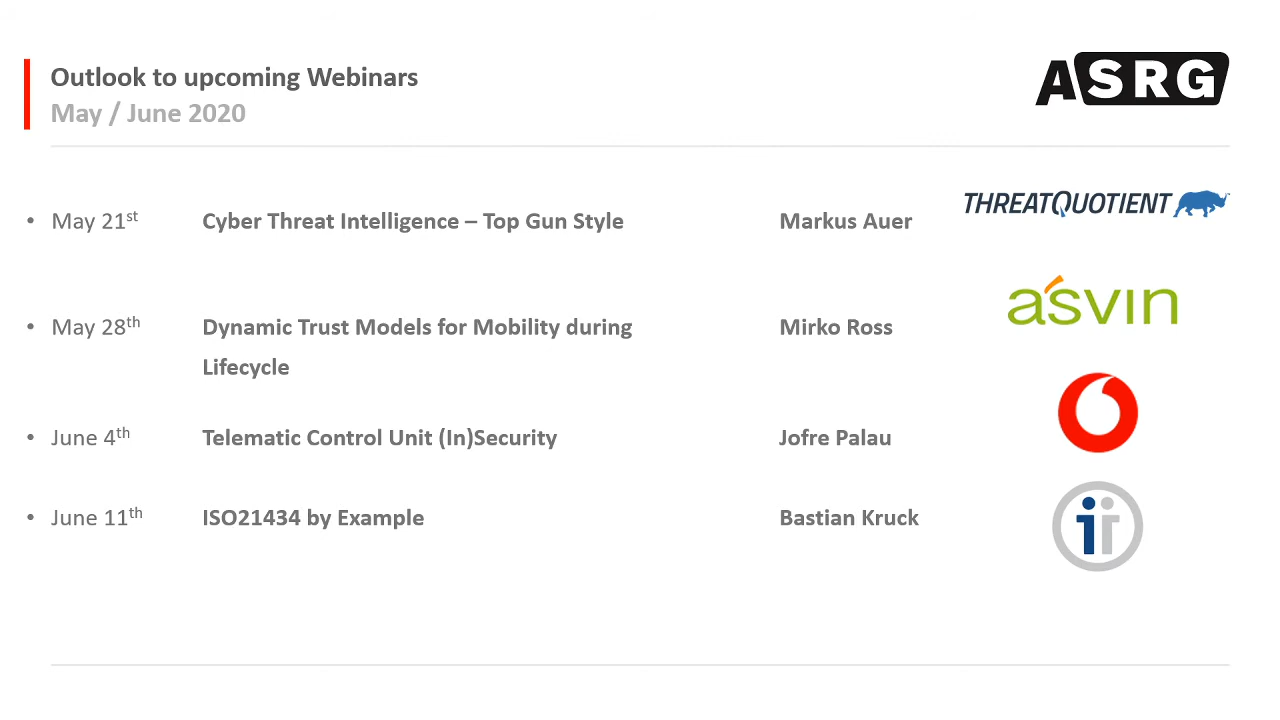 Outlook to upcoming Webinars
May / June 2020
ASRG
• May 21st Cyber Threat Intelligence – Top Gun Style Markus Auer THREATQUOTIENT
• May 28th Dynamic Trust Models for Mobility during Mirko Ross asvin
Lifecycle
• June 4th Telematic Control Unit (In)Security Jofre Palau
• June 11th ISO21434 by Example Bastian Kruck